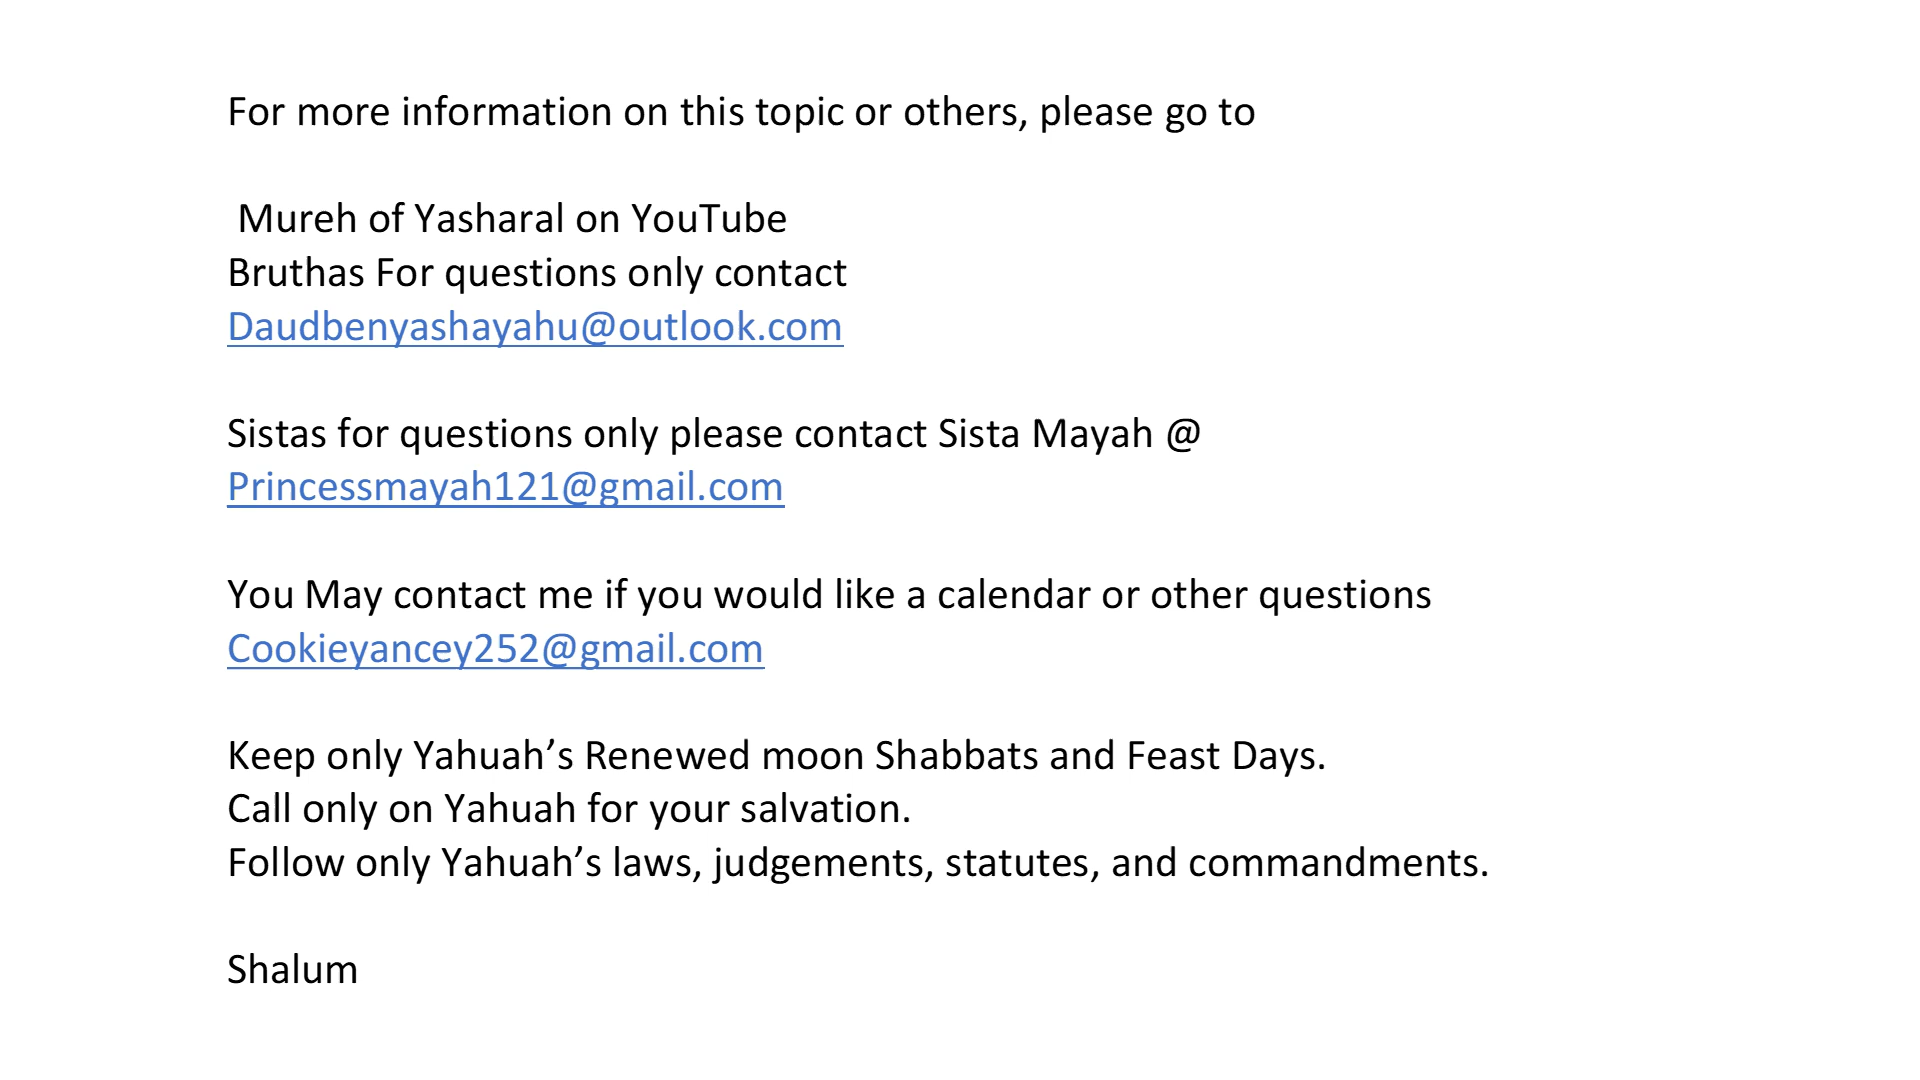 For more information on this topic or others, please go to
Mureh of Yasharal on YouTube
Bruthas For questions only contact
Daudbenyashayahu@outlook.com
Sistas for questions only please contact Sista Mayah @
Princessmayah121@gmail.com
You May contact me if you would like a calendar or other questions
Cookieyancey252@gmail.com
Keep only Yahuah’s Renewed moon Shabbats and Feast Days.
Call only on Yahuah for your salvation.
Follow only Yahuah’s laws, judgements, statutes, and commandments.
Shalum